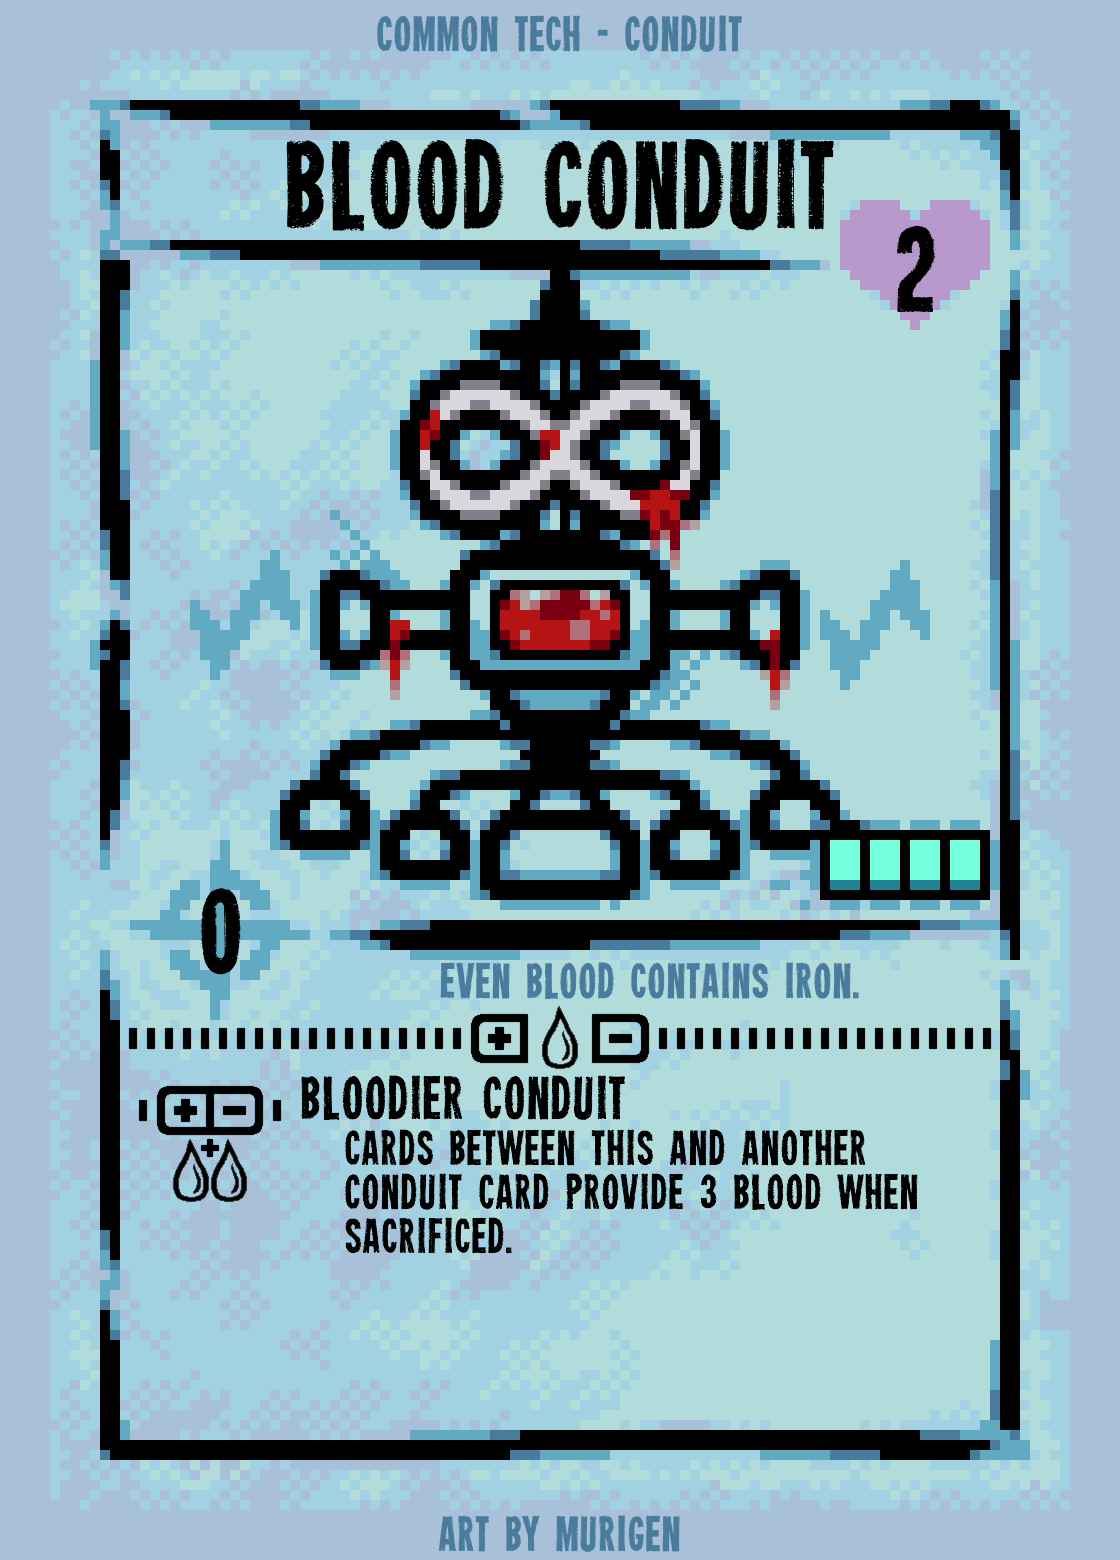 COMMON TECH - CONDUIT
BLOOD CONDUIT
2
0
EVEN BLOOD CONTAINS IRON.
BLOODIER CONDUIT
CARDS BETWEEN THIS AND ANOTHER
CONDUIT CARD PROVIDE 3 BLOOD WHEN
SACRIFICED.
ART BY MURIGEN